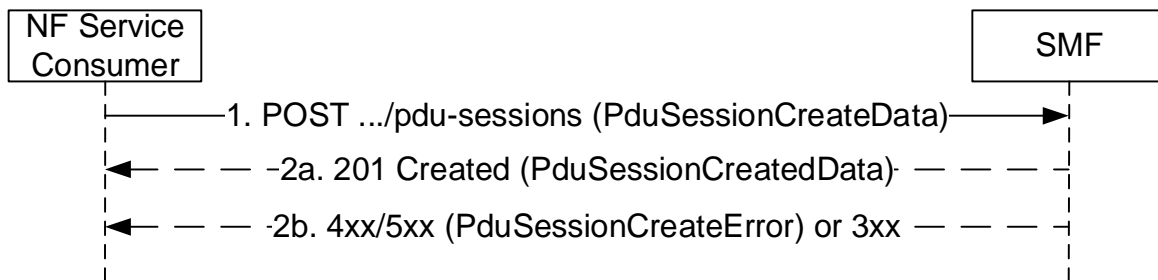 NF Service
Consumer
SMF
1. POST .../pdu-sessions (PduSessionCreateData)
2a. 201 Created (PduSessionCreatedData)
2b. 4xx/5xx (PduSessionCreateError) or 3xx